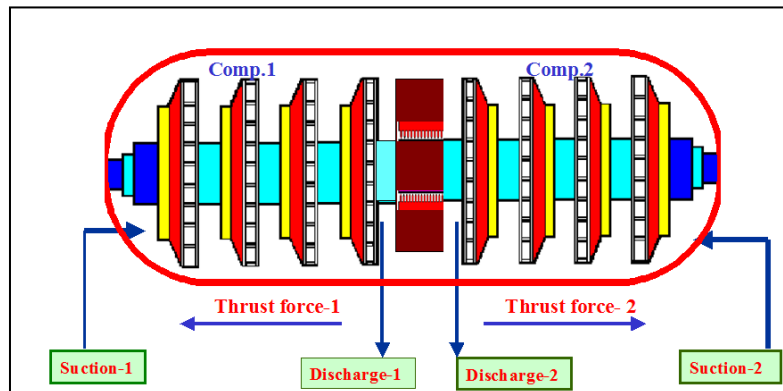 Comp.1
Comp.2
Thrust force-1
Thrust force- 2
Suction-1
Discharge-1
Discharge-2
Suction-2